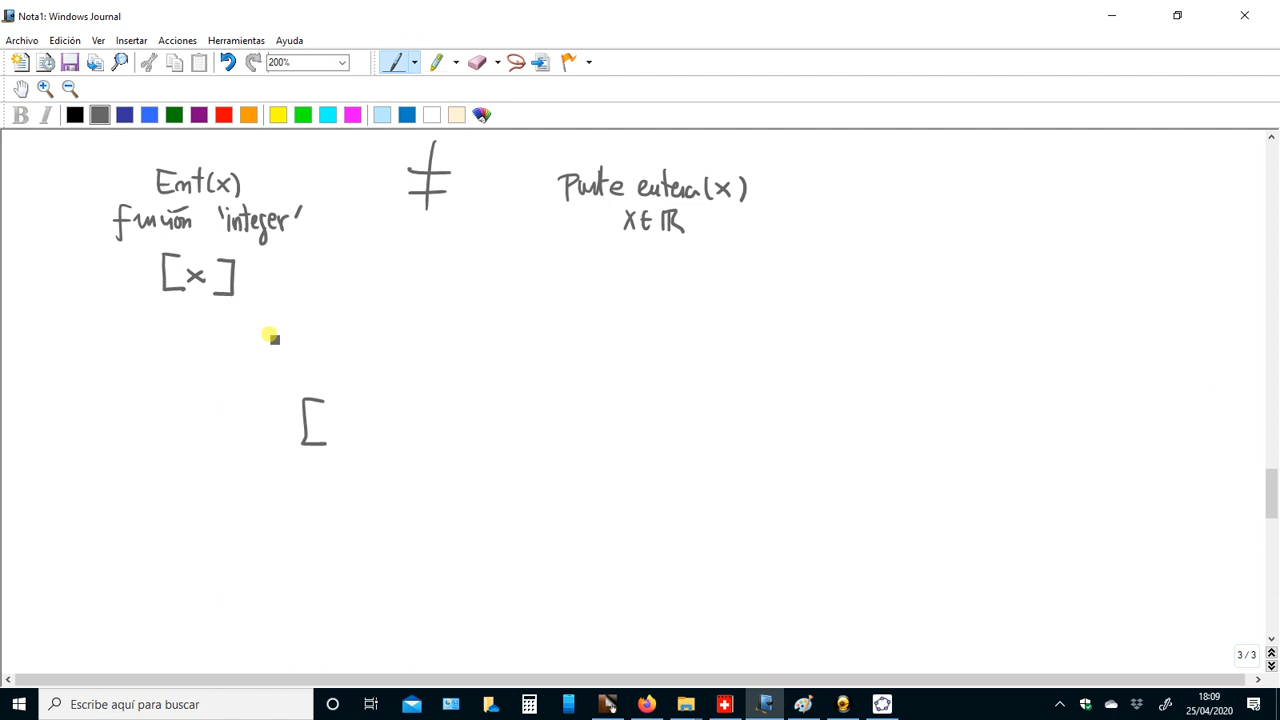 Nota1: Windows Journal
Archivo Edición Ver Insertar Acciones Herramientas Ayuda
200%
B I
Ent(x) ≠ Parte entera(x)
función 'integer' x∈ℝ
[x]
[
3 / 3
Escribe aquí para buscar
18:09
25/04/2020